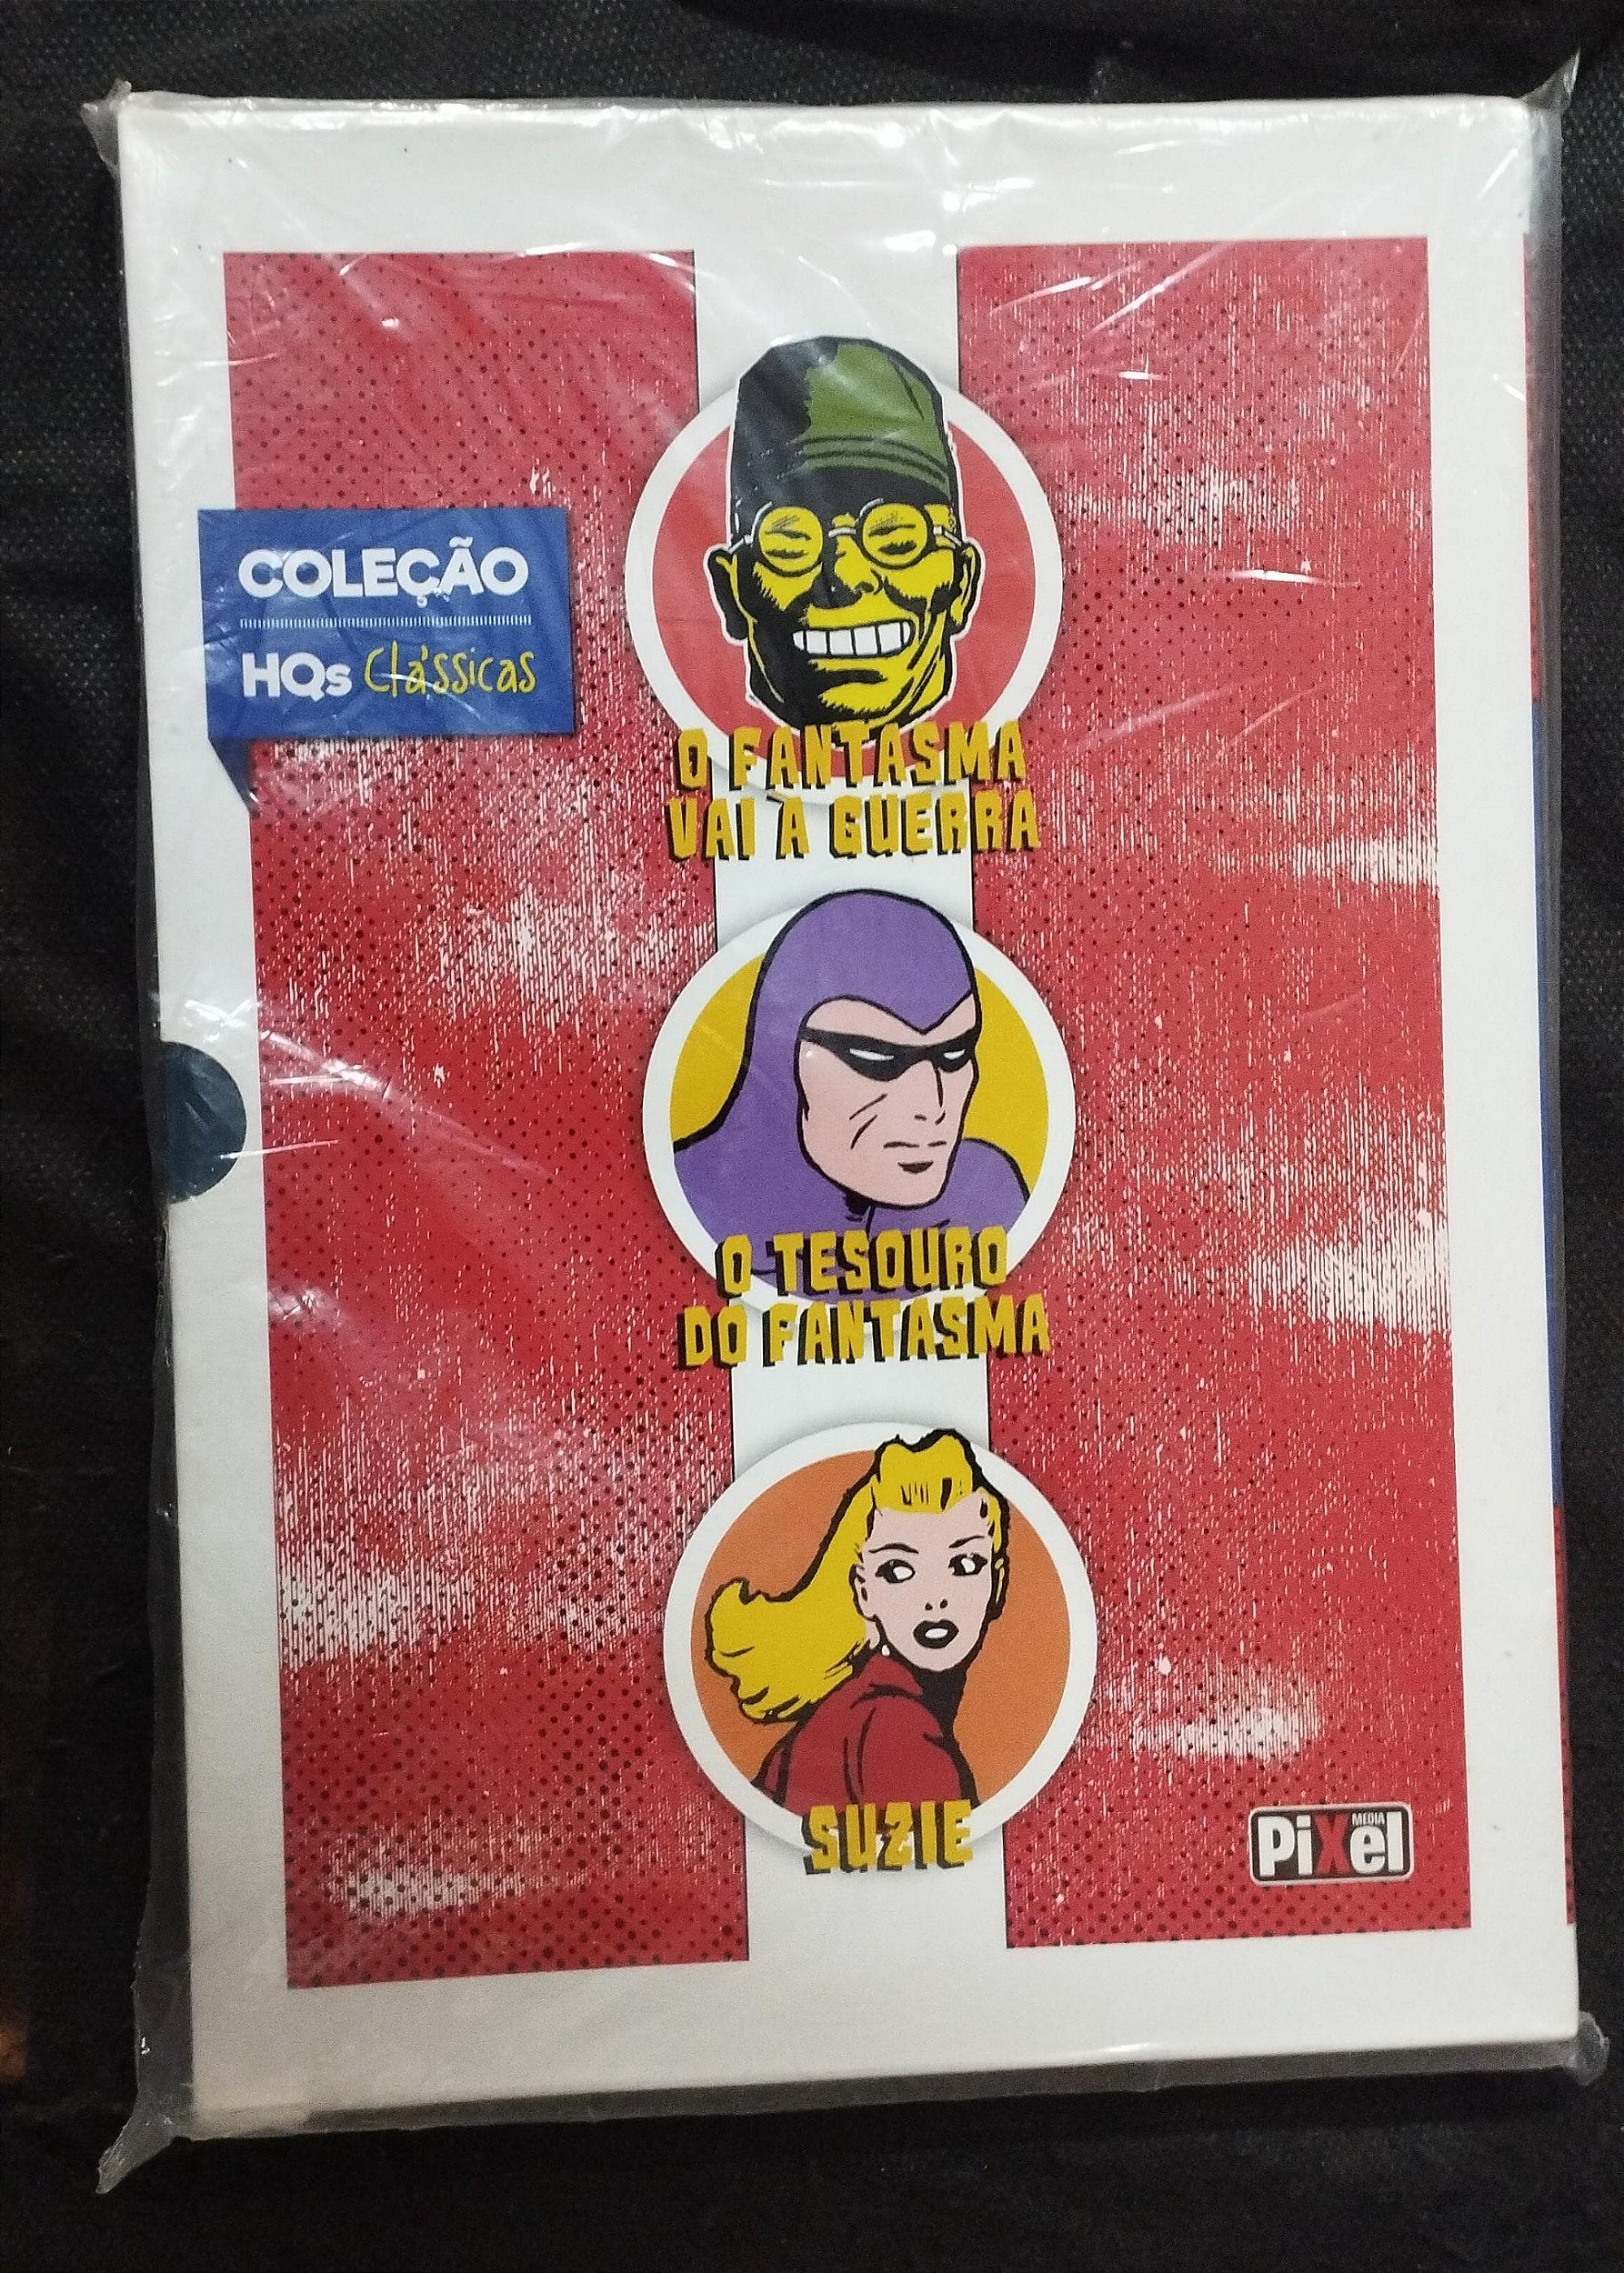 COLEÇÃO
HQs Clássicas
O FANTASMA
VAI À GUERRA
O TESOURO
DO FANTASMA
SUZIE
PiXel
MEDIA